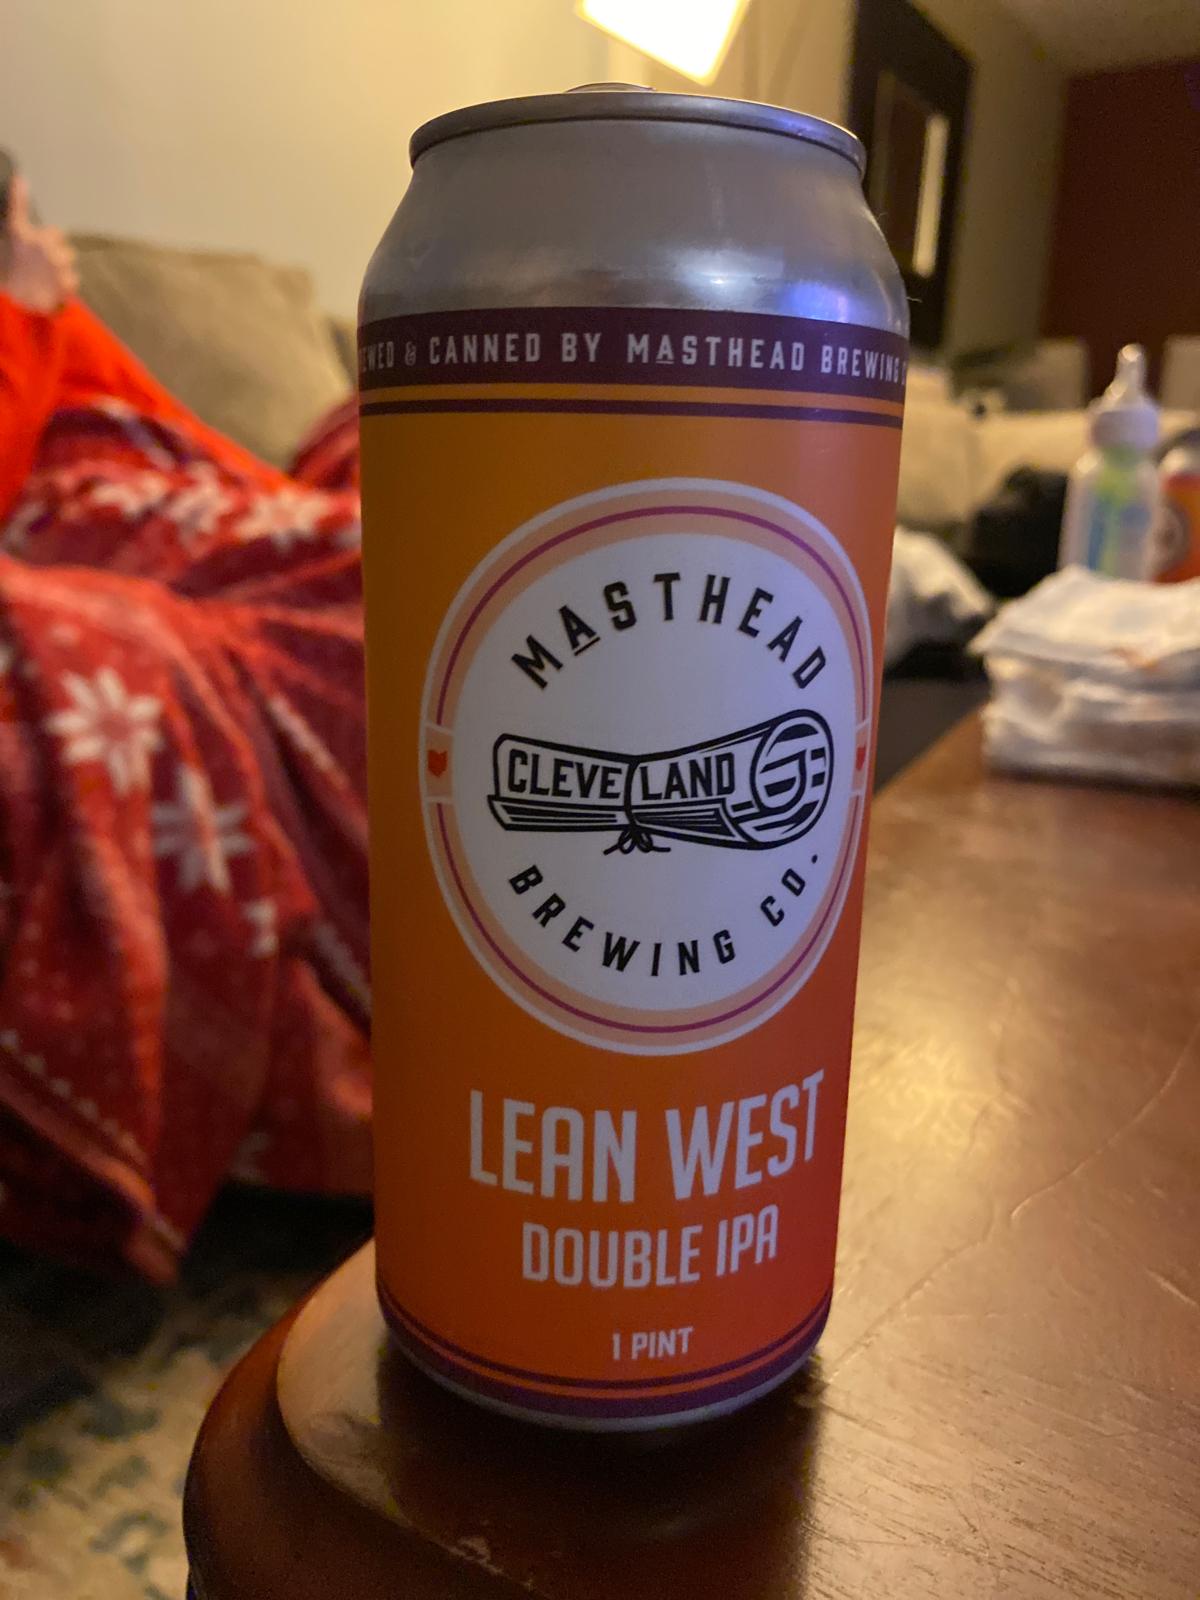 & CANNED BY MASTHEAD BREWING
MASTHEAD
CLEVELAND
BREWING CO.
LEAN WEST
DOUBLE IPA
1 PINT